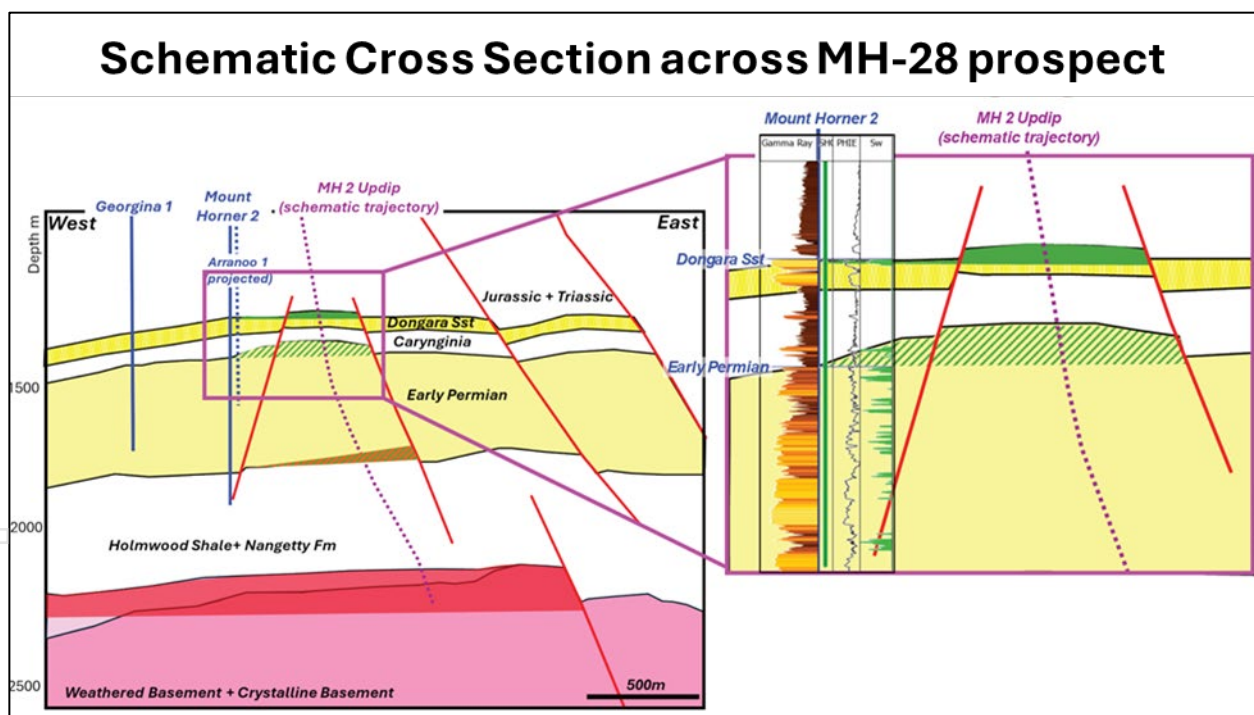 Schematic Cross Section across MH-28 prospect
Mount Horner 2
MH 2 Updip
(schematic trajectory)
Gamma Ray
PHIE
Sw
Georgina 1
Mount
Horner 2
MH 2 Updip
(schematic trajectory)
West
East
Depth m
Arranoo 1
(projected)
Jurassic + Triassic
Dongara Sst
Carynginia
Early Permian
Dongara Sst
Early Permian
1500
2000
Holmwood Shale+ Nangetty Fm
2500
Weathered Basement + Crystalline Basement
500m